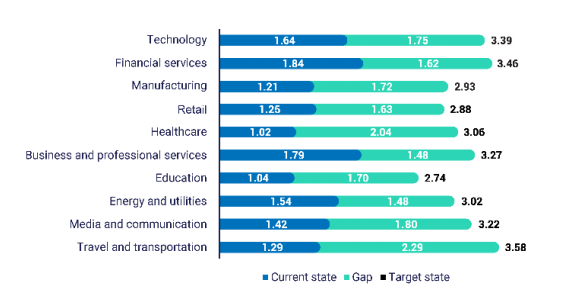 Technology 1.64 1.75 3.39
Financial services 1.84 1.62 3.46
Manufacturing 1.21 1.72 2.93
Retail 1.25 1.63 2.88
Healthcare 1.02 2.04 3.06
Business and professional services 1.79 1.48 3.27
Education 1.04 1.70 2.74
Energy and utilities 1.54 1.48 3.02
Media and communication 1.42 1.80 3.22
Travel and transportation 1.29 2.29 3.58
Current state Gap Target state